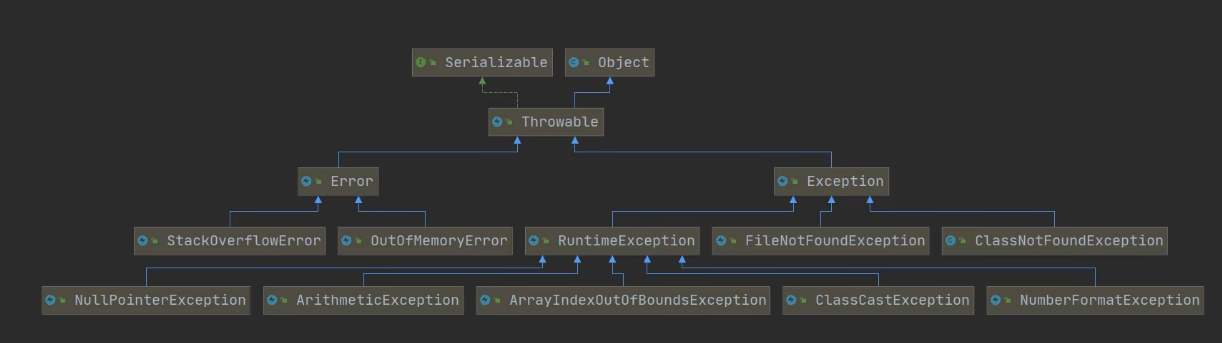 Serializable Object
Throwable
Error Exception
StackOverflowError OutOfMemoryError RuntimeException FileNotFoundException ClassNotFoundException
NullPointerException ArithmeticException ArrayIndexOutOfBoundsException ClassCastException NumberFormatException